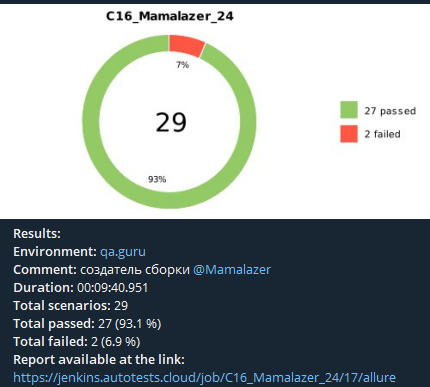 C16_Mamalazer_24
7%
29
93%
27 passed
2 failed
Results:
Environment: qa.guru
Comment: создатель сборки @Mamalazer
Duration: 00:09:40.951
Total scenarios: 29
Total passed: 27 (93.1 %)
Total failed: 2 (6.9 %)
Report available at the link:
https://jenkins.autotests.cloud/job/C16_Mamalazer_24/17/allure